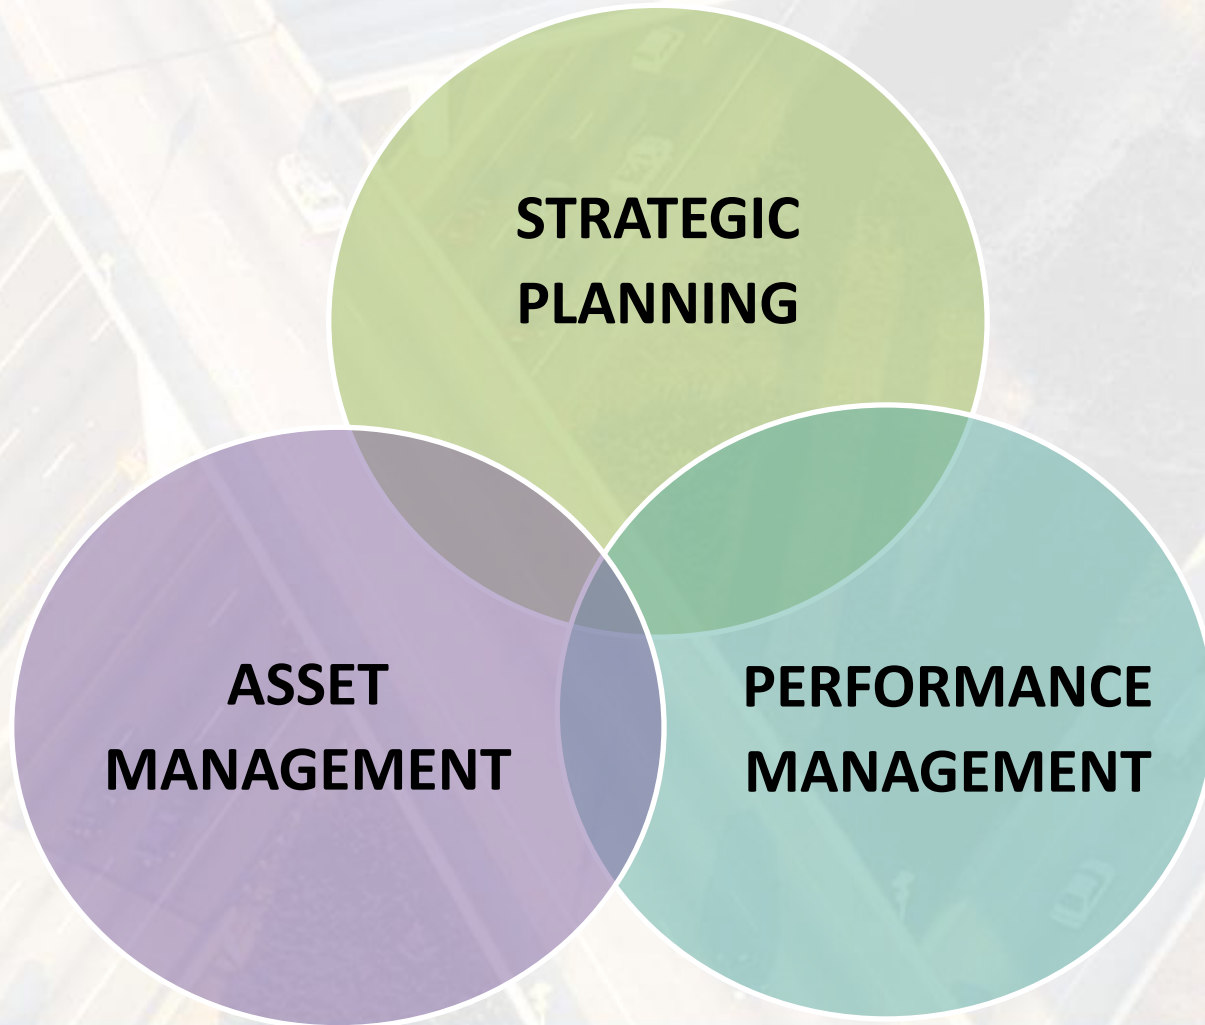 STRATEGIC
PLANNING
ASSET
MANAGEMENT
PERFORMANCE
MANAGEMENT